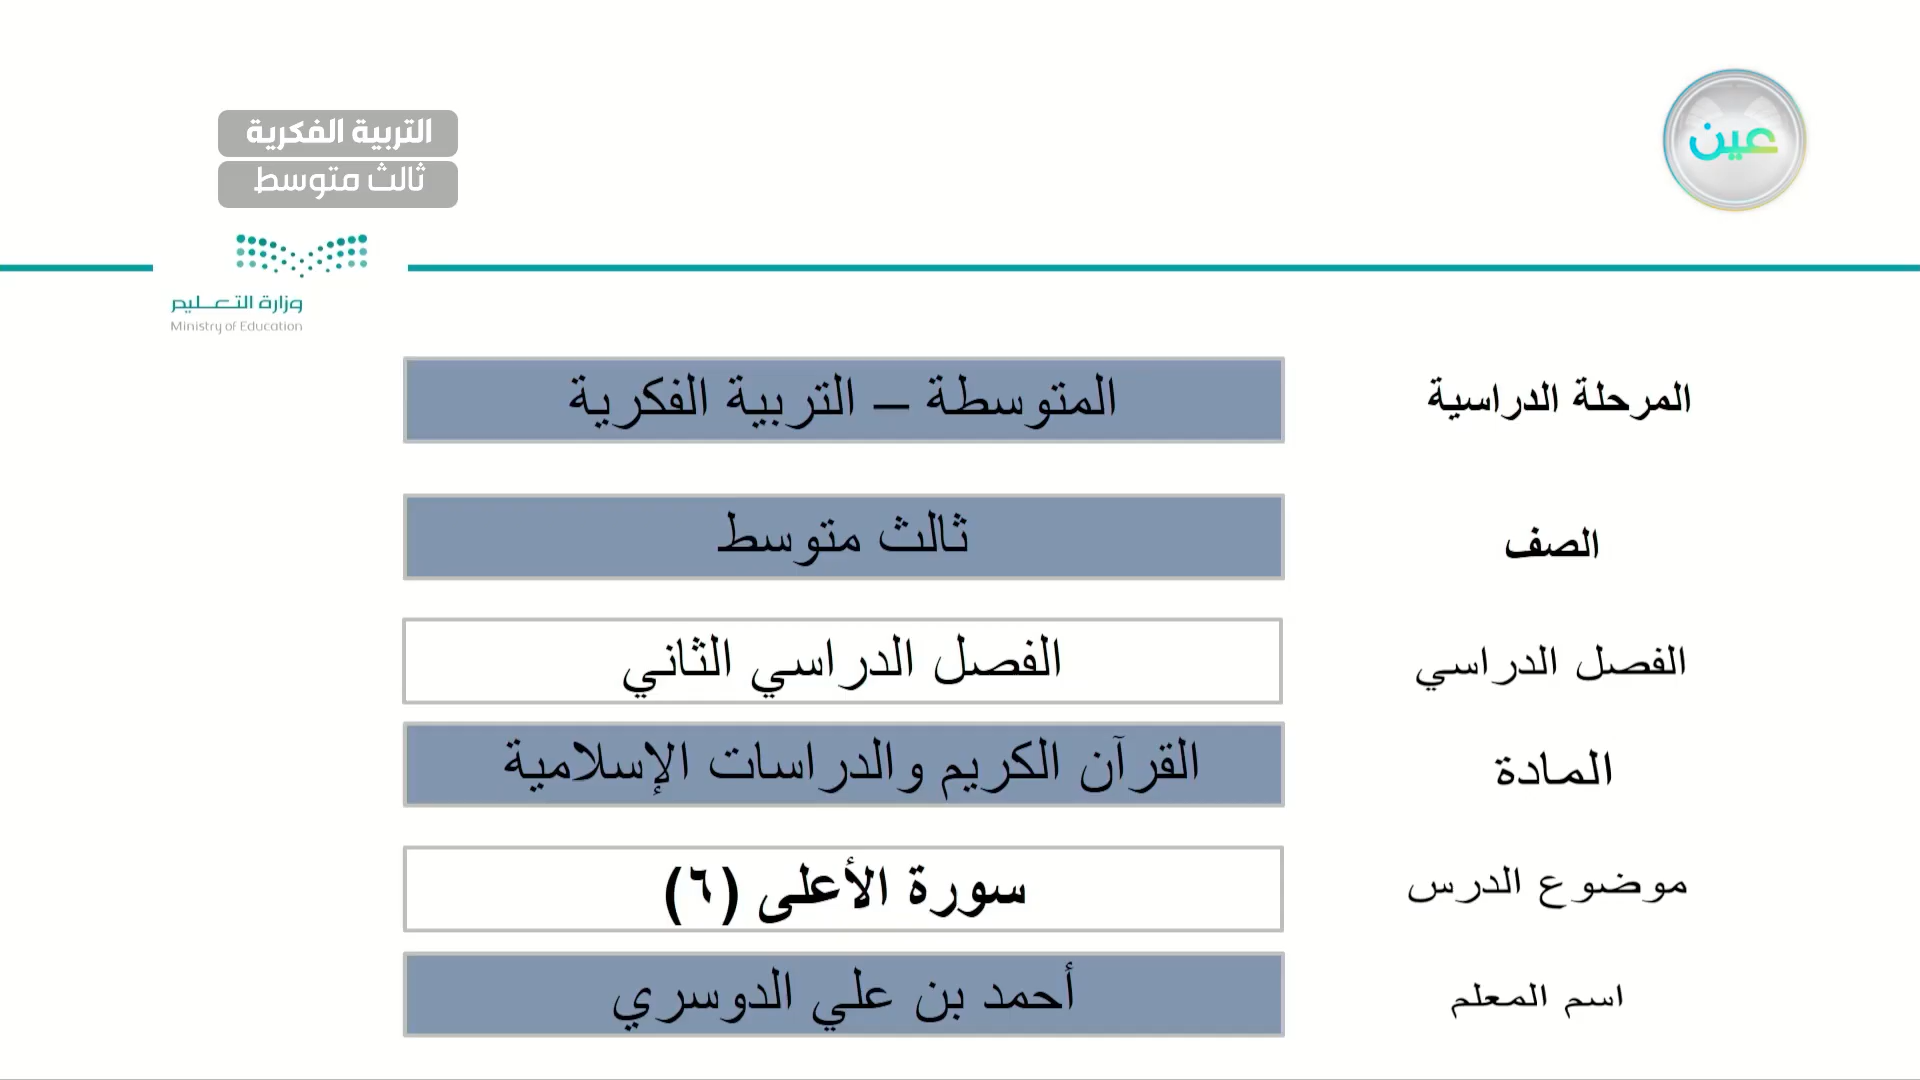 عين
التربية الفكرية
ثالث متوسط
وزارة التعليم
Ministry of Education
المرحلة الدراسية
المتوسطة – التربية الفكرية
الصف
ثالث متوسط
الفصل الدراسي
الفصل الدراسي الثاني
المادة
القرآن الكريم والدراسات الإسلامية
موضوع الدرس
سورة الأعلى (٦)
اسم المعلم
أحمد بن علي الدوسري